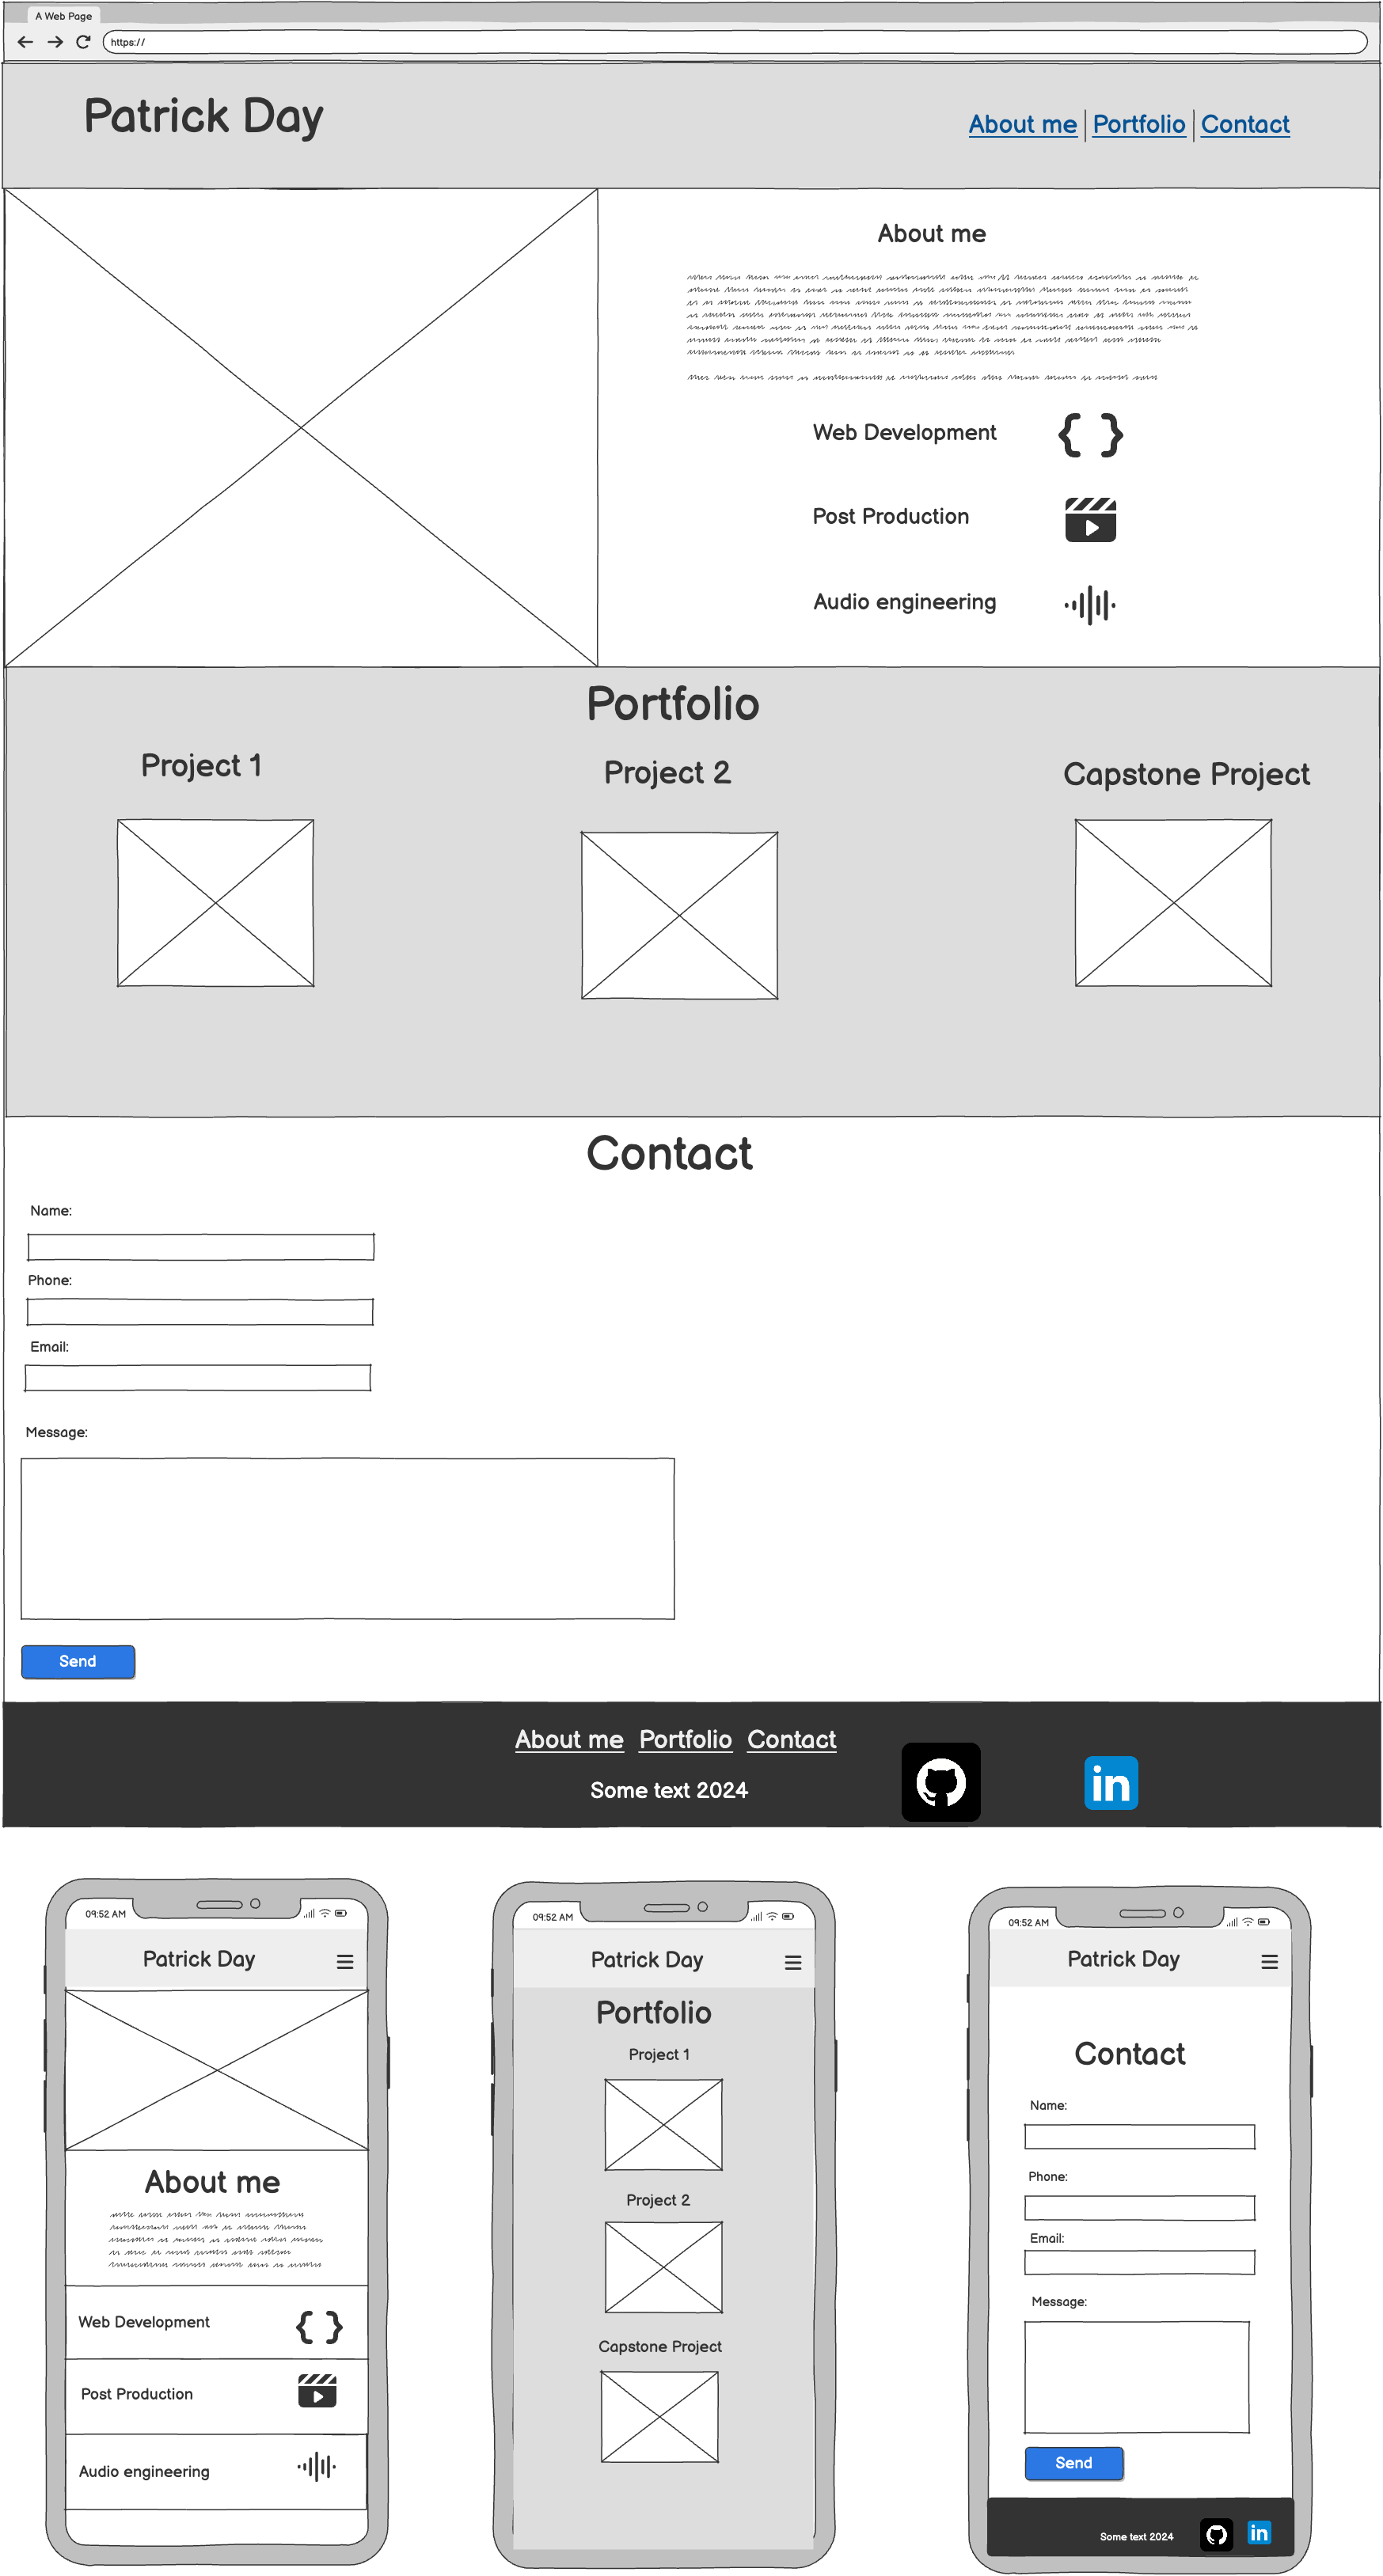 A Web Page
https://
Patrick Day
About me Portfolio Contact
About me
Web Development
Post Production
Audio engineering
Portfolio
Project 1
Project 2
Capstone Project
Contact
Name:
Phone:
Email:
Message:
Send
About me Portfolio Contact
Some text 2024
in
09:52 AM
Patrick Day
About me
Web Development
Post Production
Audio engineering
09:52 AM
Patrick Day
Portfolio
Project 1
Project 2
Capstone Project
09:52 AM
Patrick Day
Contact
Name:
Phone:
Email:
Message:
Send
Some text 2024
in